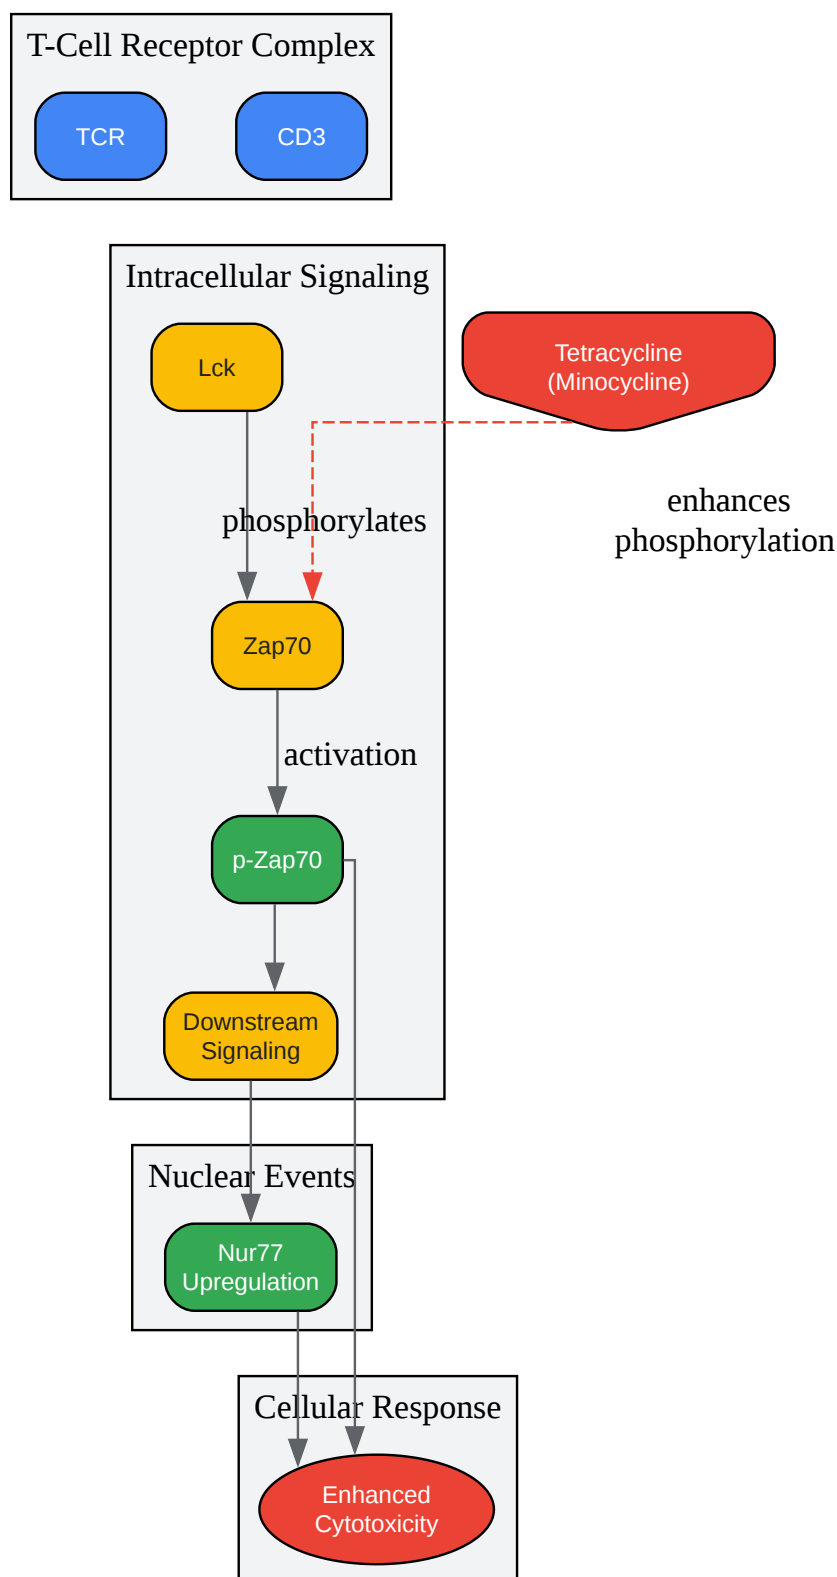 T-Cell Receptor Complex
TCR
CD3
Intracellular Signaling
Lck
Tetracycline
(Minocycline)
phosphorylates
enhances
phosphorylation
Zap70
activation
p-Zap70
Downstream
Signaling
Nuclear Events
Nur77
Upregulation
Cellular Response
Enhanced
Cytotoxicity